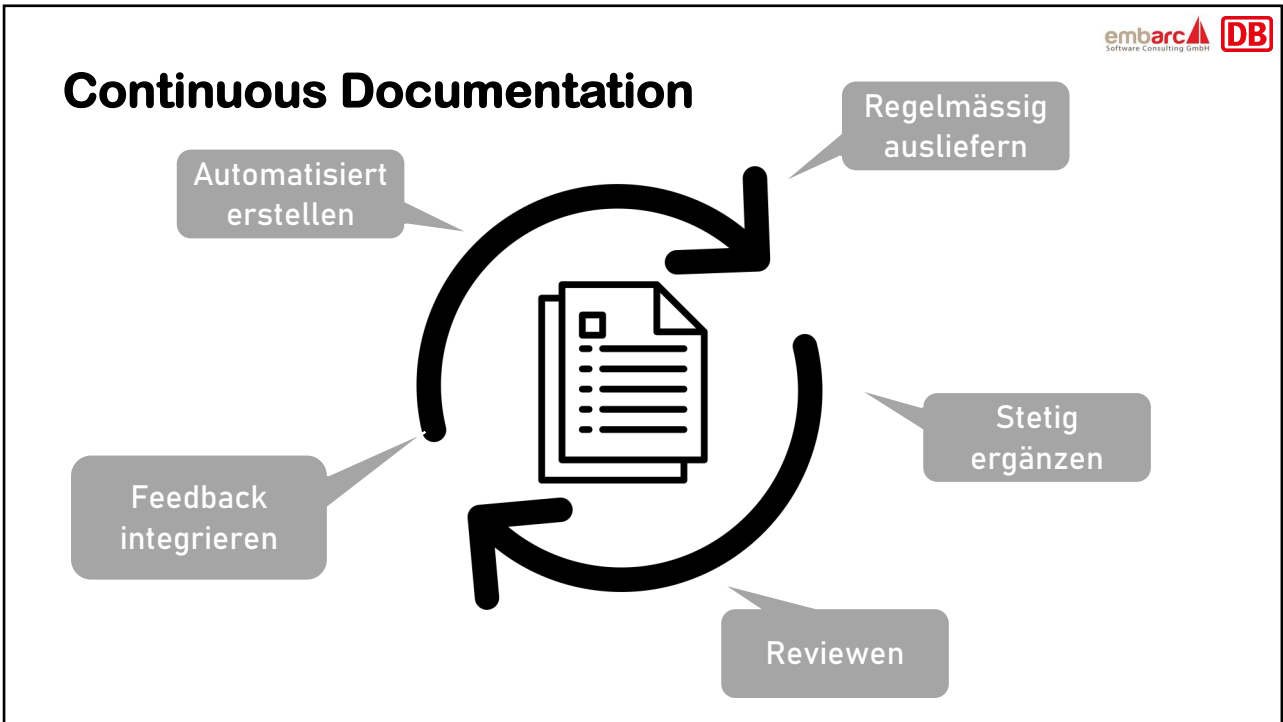 embarc
Software Consulting GmbH
DB
Continuous Documentation
Regelmässig
ausliefern
Automatisiert
erstellen
Stetig
ergänzen
Feedback
integrieren
Reviewen